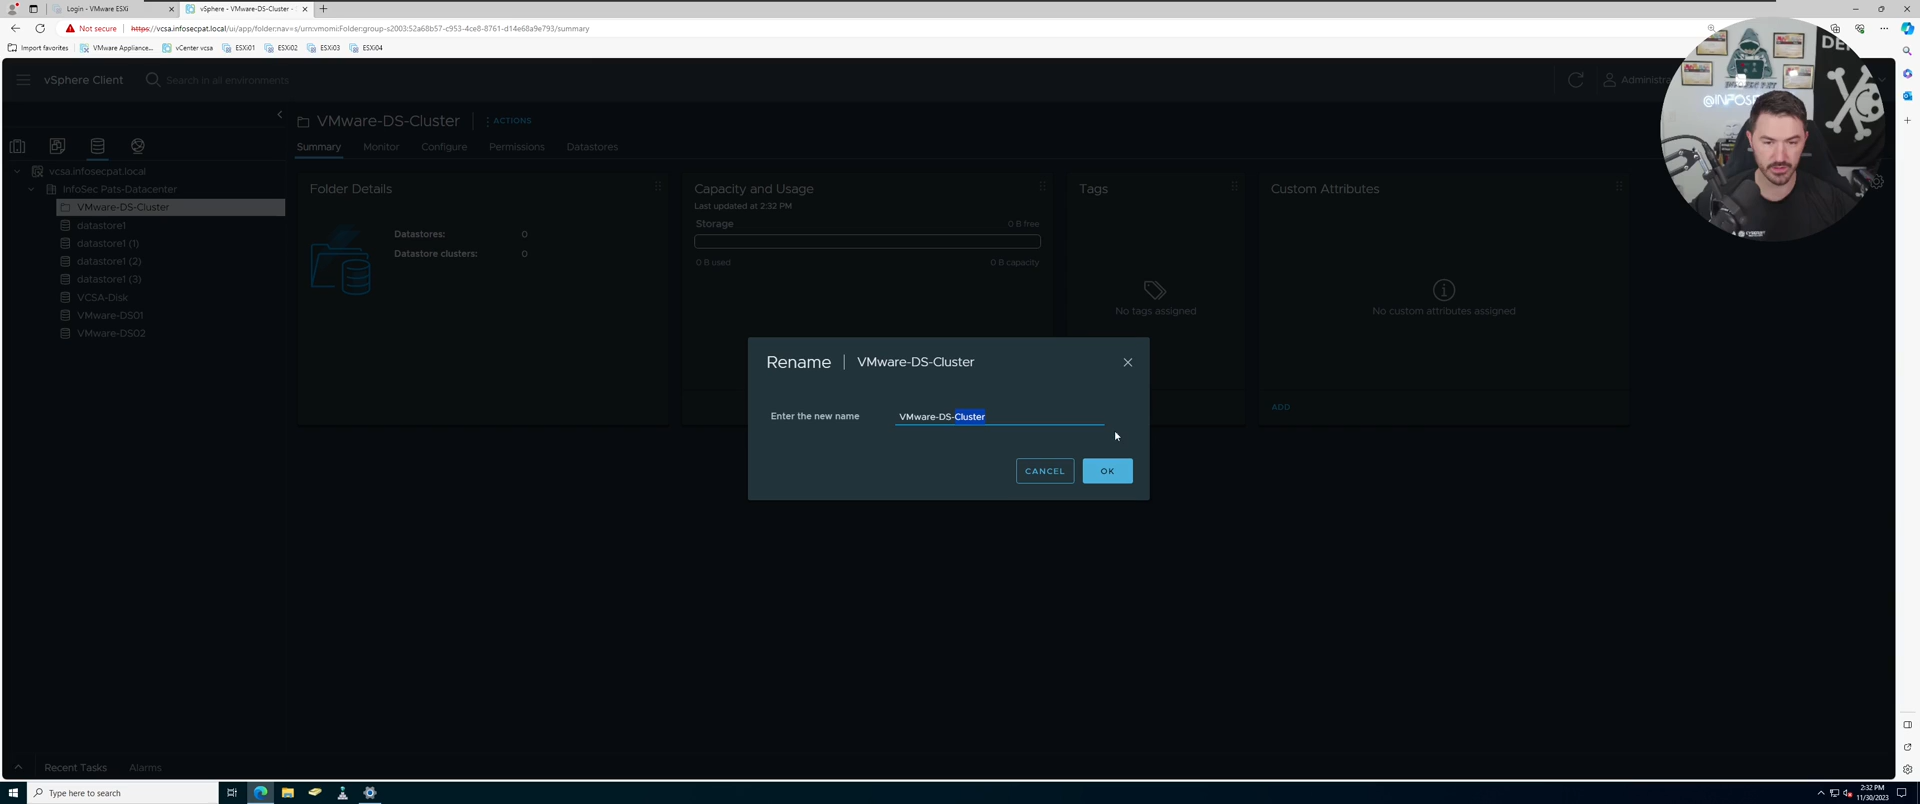 Login - VMware ESXi
vSphere - VMware-DS-Cluster -
Not secure
https://vcsa.infosecpat.local/ui/app/folder;nav=s/urn:vmomi:Folder:group-s2003:52a68b57-c953-4ce8-8761-d14e68a9e793/summary
Import favorites
VMware Appliance...
vCenter vcsa
ESXi01
ESXi02
ESXi03
ESXi04
vSphere Client
Search in all environments
VMware-DS-Cluster
ACTIONS
Summary
Monitor
Configure
Permissions
Datastores
vcsa.infosecpat.local
InfoSec Pats-Datacenter
VMware-DS-Cluster
datastore1
datastore1 (1)
datastore1 (2)
datastore1 (3)
VCSA-Disk
VMware-DS01
VMware-DS02
Folder Details
Datastores: 0
Datastore clusters: 0
Capacity and Usage
Last updated at 2:32 PM
Storage
0 B free
0 B used
0 B capacity
Tags
No tags assigned
Custom Attributes
No custom attributes assigned
ADD
Rename | VMware-DS-Cluster
Enter the new name
VMware-DS-Cluster
CANCEL
OK
Recent Tasks
Alarms
Type here to search
2:32 PM
11/30/2023